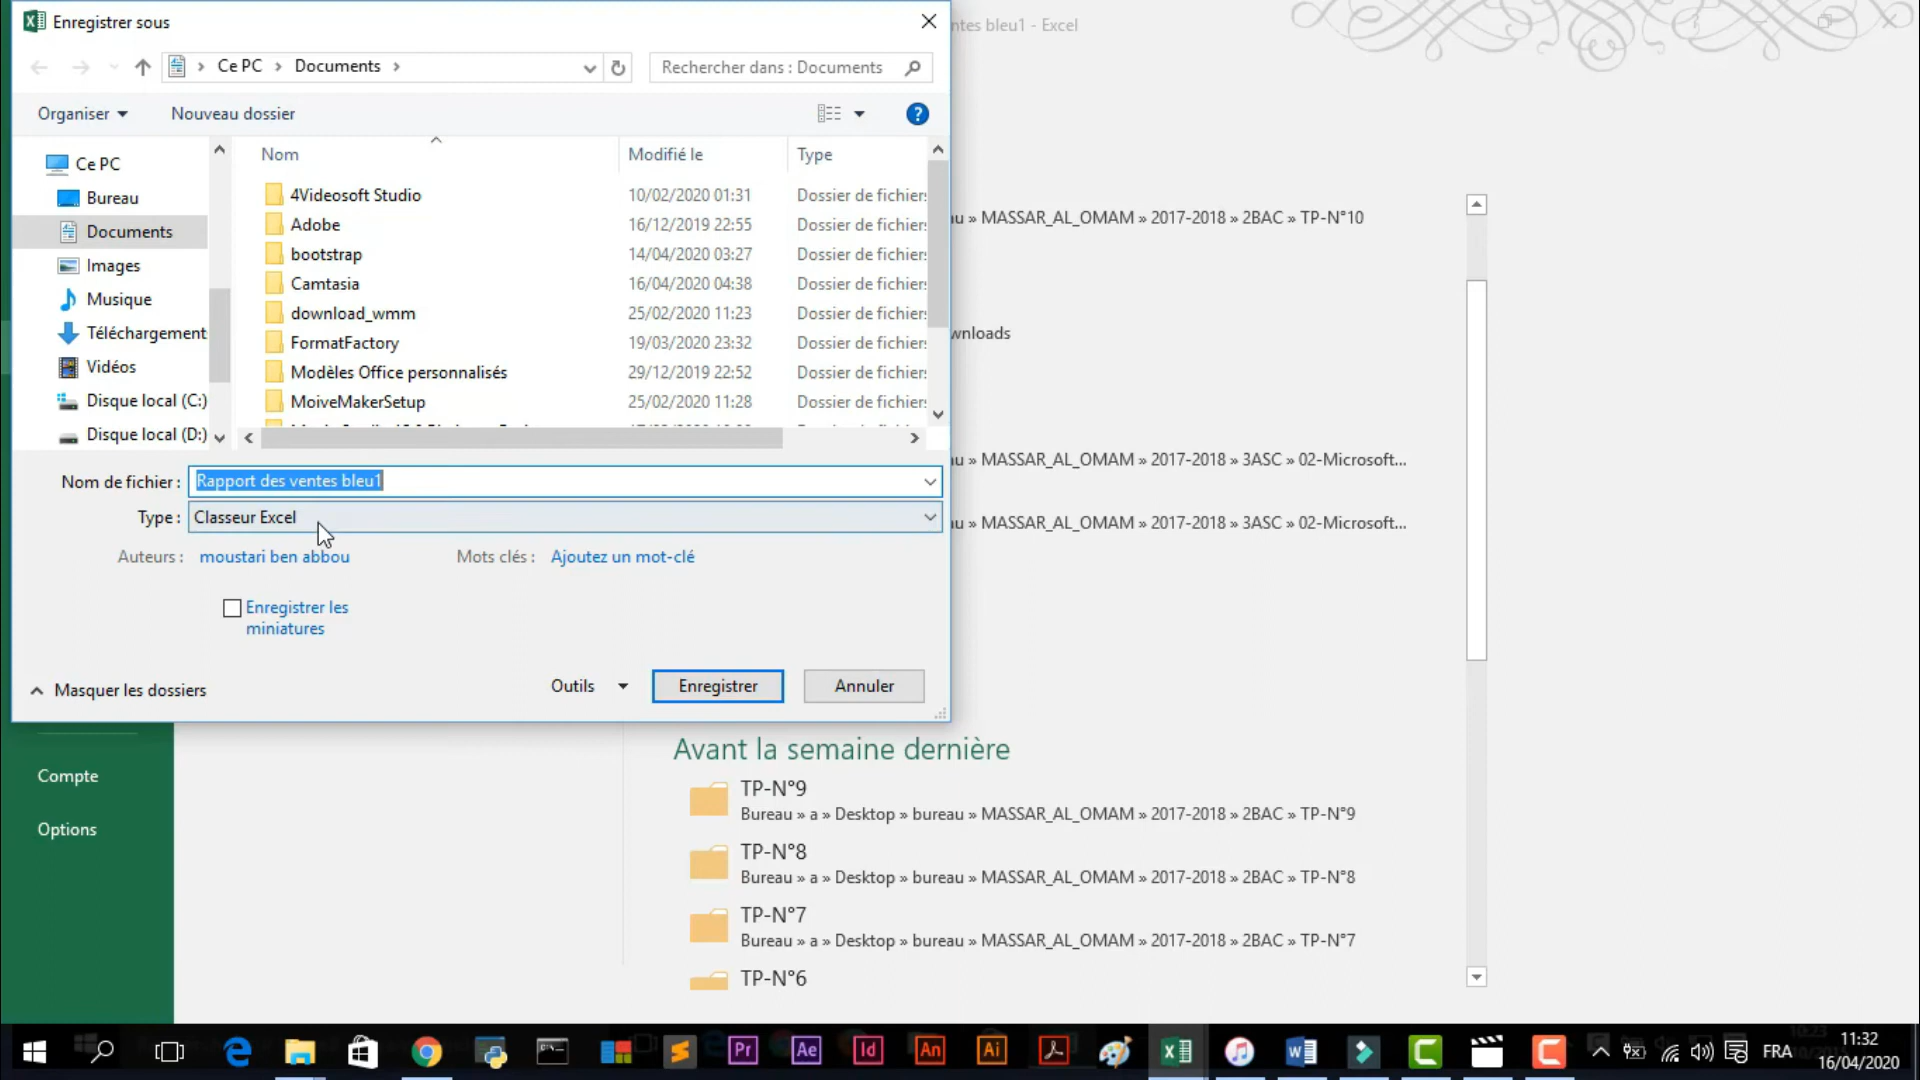 Enregistrer sous
ntes bleu1 - Excel
Ce PC > Documents >
Rechercher dans : Documents
Organiser
Nouveau dossier
?
Nom
Modifié le
Type
Ce PC
Bureau
Documents
Images
Musique
Téléchargement
Vidéos
Disque local (C:)
Disque local (D:)
4Videosoft Studio 10/02/2020 01:31 Dossier de fichier
Adobe 16/12/2019 22:55 Dossier de fichier
bootstrap 14/04/2020 03:27 Dossier de fichier
Camtasia 16/04/2020 04:38 Dossier de fichier
download_wmm 25/02/2020 11:23 Dossier de fichier
FormatFactory 19/03/2020 23:32 Dossier de fichier
Modèles Office personnalisés 29/12/2019 22:52 Dossier de fichier
MoiveMakerSetup 25/02/2020 11:28 Dossier de fichier
Nom de fichier : Rapport des ventes bleu1
Type : Classeur Excel
Auteurs : moustari ben abbou
Mots clés : Ajoutez un mot-clé
Enregistrer les
miniatures
Masquer les dossiers
Outils
Enregistrer
Annuler
au » MASSAR_AL_OMAM » 2017-2018 » 2BAC » TP-N°10
wnloads
au » MASSAR_AL_OMAM » 2017-2018 » 3ASC » 02-Microsoft...
au » MASSAR_AL_OMAM » 2017-2018 » 3ASC » 02-Microsoft...
Compte
Options
Avant la semaine dernière
TP-N°9
Bureau » a » Desktop » bureau » MASSAR_AL_OMAM » 2017-2018 » 2BAC » TP-N°9
TP-N°8
Bureau » a » Desktop » bureau » MASSAR_AL_OMAM » 2017-2018 » 2BAC » TP-N°8
TP-N°7
Bureau » a » Desktop » bureau » MASSAR_AL_OMAM » 2017-2018 » 2BAC » TP-N°7
TP-N°6
Pr
Ae
Id
An
Ai
FRA
11:32
16/04/2020